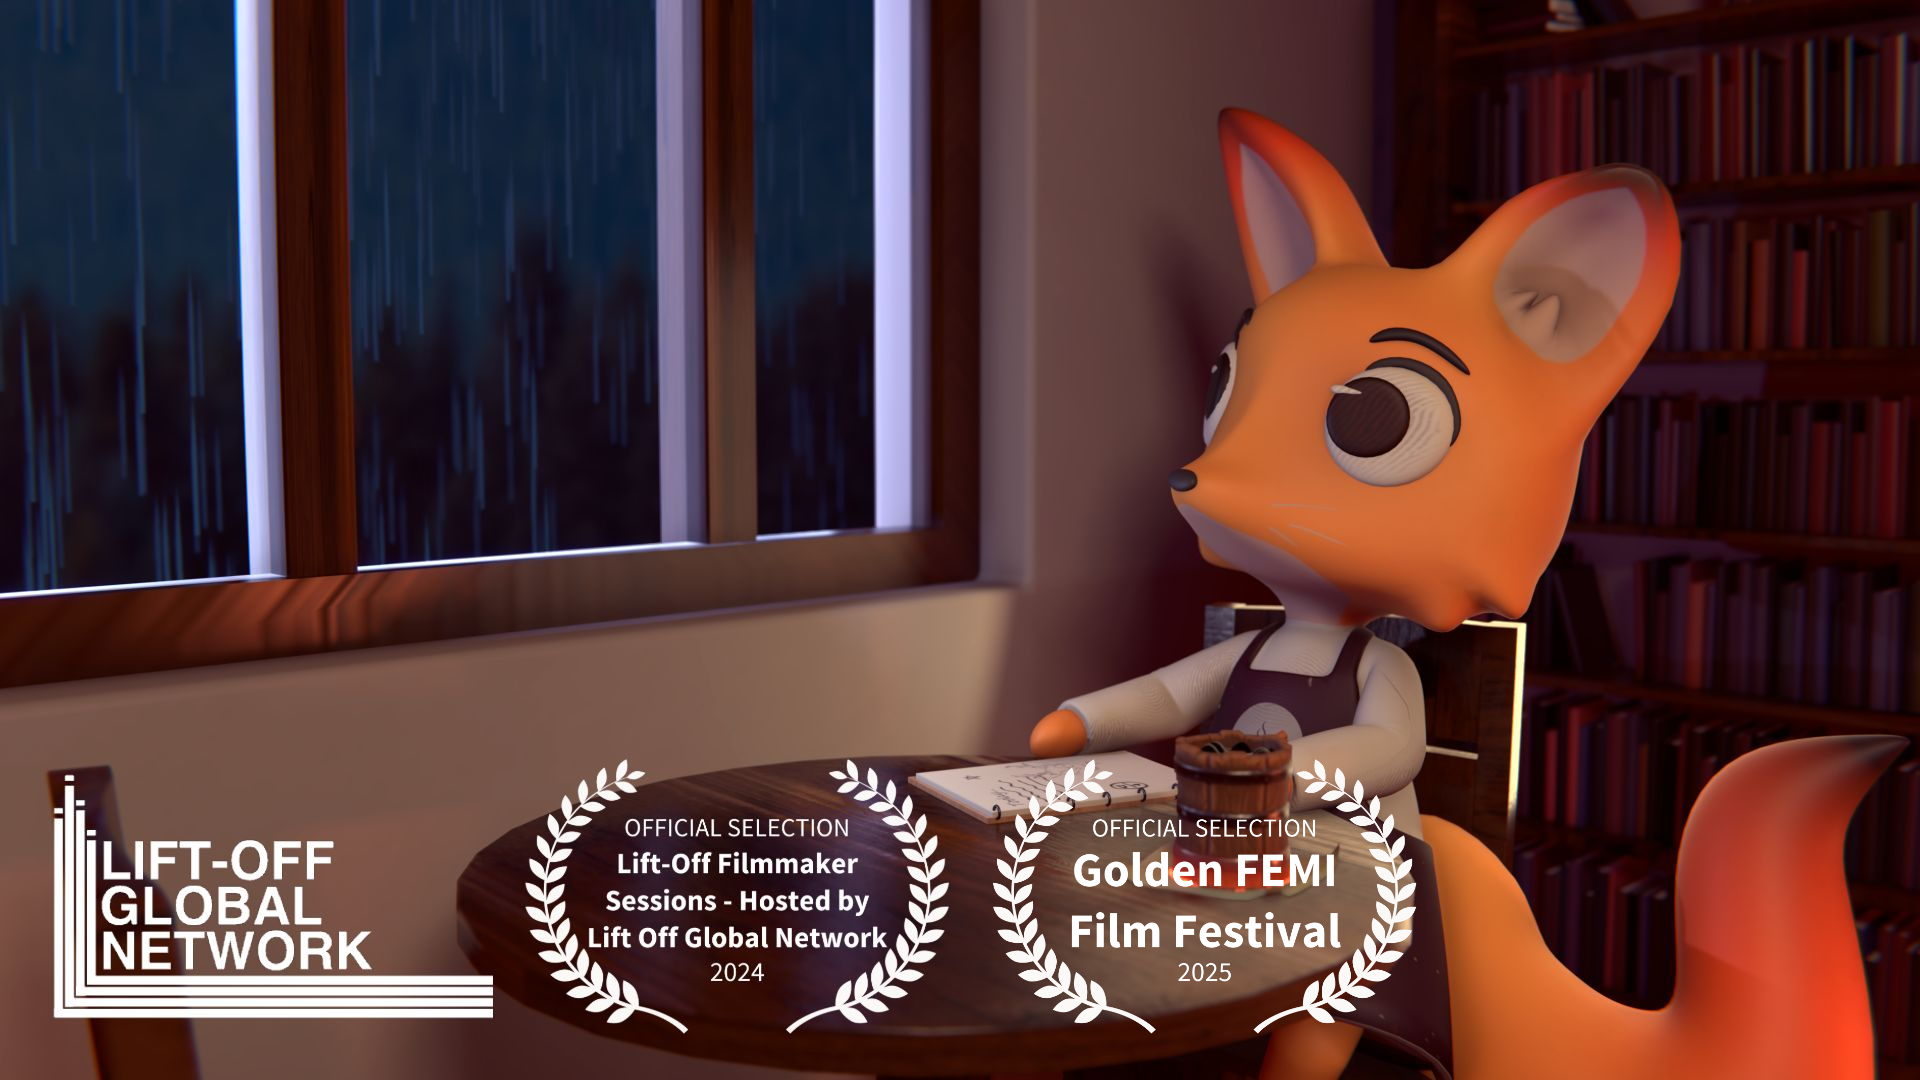 LIFT-OFF
GLOBAL
NETWORK
OFFICIAL SELECTION
Lift-Off Filmmaker
Sessions - Hosted by
Lift Off Global Network
2024
OFFICIAL SELECTION
Golden FEMI
Film Festival
2025